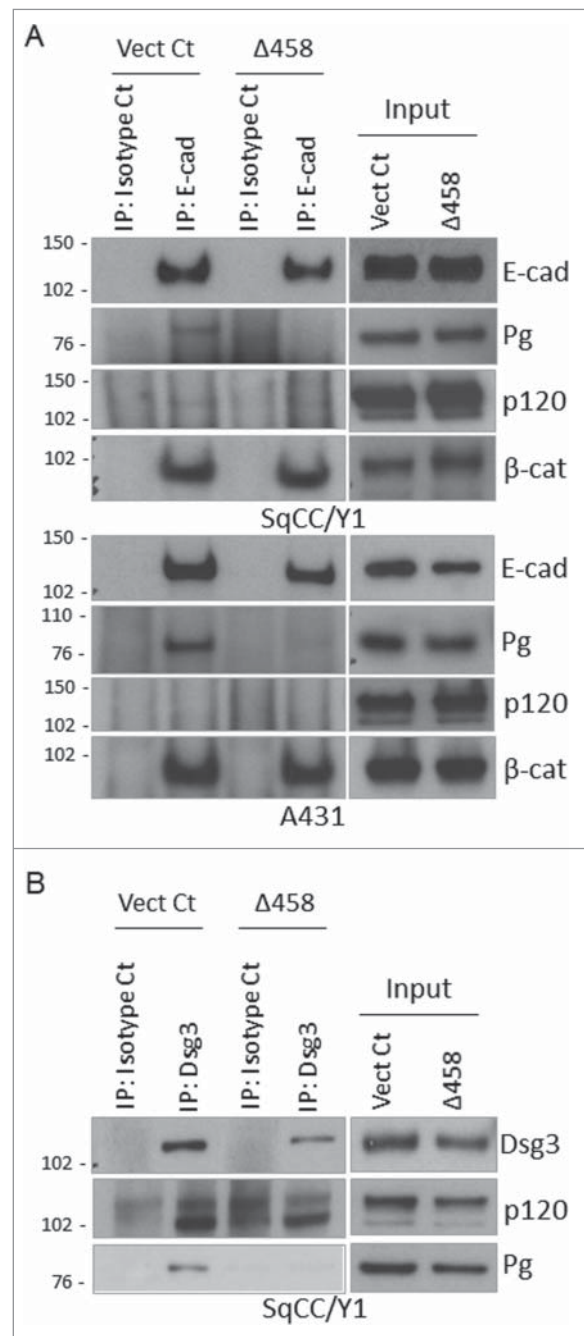 A
Vect Ct Δ458
IP: Isotype Ct
IP: E-cad
IP: Isotype Ct
IP: E-cad
Input
Vect Ct
Δ458
150 -
102 -
E-cad
76 -
Pg
150 -
102 -
p120
102 -
β-cat
SqCC/Y1
150 -
102 -
E-cad
110 -
76 -
Pg
150 -
102 -
p120
102 -
β-cat
A431
B
Vect Ct Δ458
IP: Isotype Ct
IP: Dsg3
IP: Isotype Ct
IP: Dsg3
Input
Vect Ct
Δ458
102 -
Dsg3
102 -
p120
76 -
Pg
SqCC/Y1